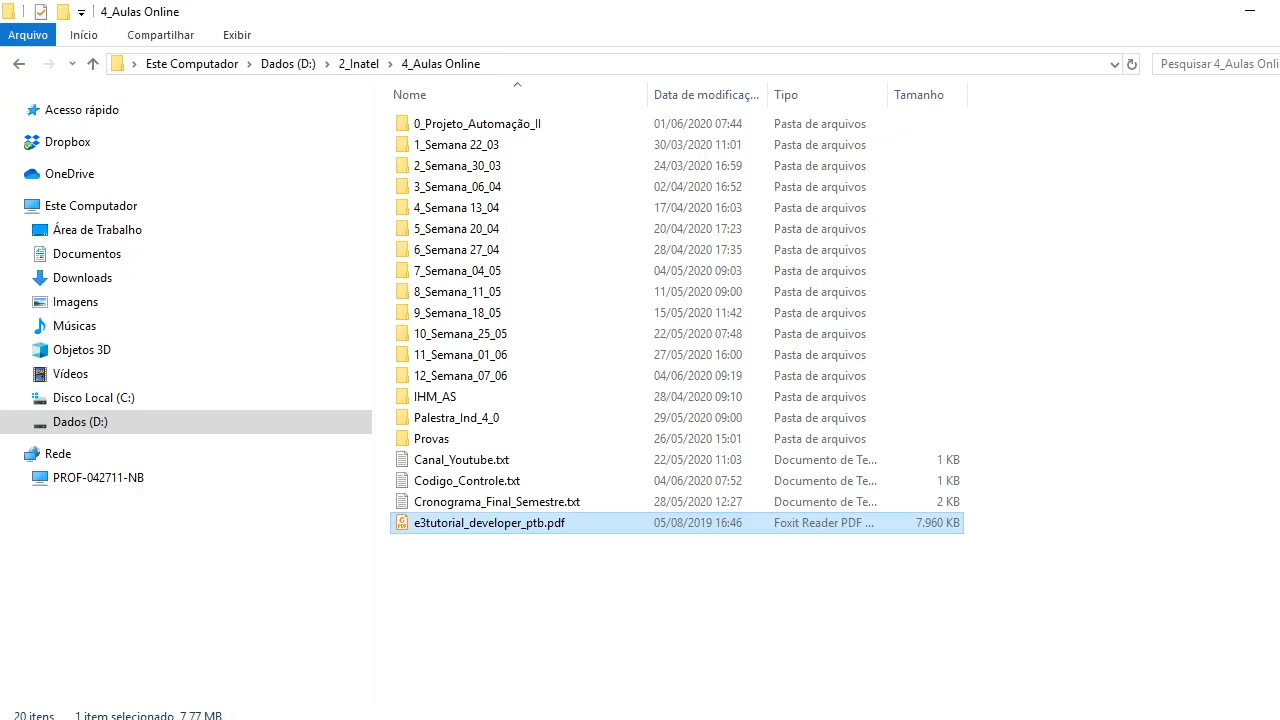 4_Aulas Online
Arquivo Início Compartilhar Exibir
Este Computador Dados (D:) 2_Inatel 4_Aulas Online Pesquisar 4_Aulas Onli
Nome Data de modificaç... Tipo Tamanho
Acesso rápido
Dropbox
OneDrive
Este Computador
Área de Trabalho
Documentos
Downloads
Imagens
Músicas
Objetos 3D
Vídeos
Disco Local (C:)
Dados (D:)
Rede
PROF-042711-NB
0_Projeto_Automação_II 01/06/2020 07:44 Pasta de arquivos
1_Semana 22_03 30/03/2020 11:01 Pasta de arquivos
2_Semana_30_03 24/03/2020 16:59 Pasta de arquivos
3_Semana_06_04 02/04/2020 16:52 Pasta de arquivos
4_Semana 13_04 17/04/2020 16:03 Pasta de arquivos
5_Semana 20_04 20/04/2020 17:23 Pasta de arquivos
6_Semana 27_04 28/04/2020 17:35 Pasta de arquivos
7_Semana_04_05 04/05/2020 09:03 Pasta de arquivos
8_Semana_11_05 11/05/2020 09:00 Pasta de arquivos
9_Semana_18_05 15/05/2020 11:42 Pasta de arquivos
10_Semana_25_05 22/05/2020 07:48 Pasta de arquivos
11_Semana_01_06 27/05/2020 16:00 Pasta de arquivos
12_Semana_07_06 04/06/2020 09:19 Pasta de arquivos
IHM_AS 28/04/2020 09:10 Pasta de arquivos
Palestra_Ind_4_0 29/05/2020 09:00 Pasta de arquivos
Provas 26/05/2020 15:01 Pasta de arquivos
Canal_Youtube.txt 22/05/2020 11:03 Documento de Te... 1 KB
Codigo_Controle.txt 04/06/2020 07:52 Documento de Te... 1 KB
Cronograma_Final_Semestre.txt 28/05/2020 12:27 Documento de Te... 2 KB
e3tutorial_developer_ptb.pdf 05/08/2019 16:46 Foxit Reader PDF ... 7.960 KB
20 itens 1 item selecionado 7,77 MB